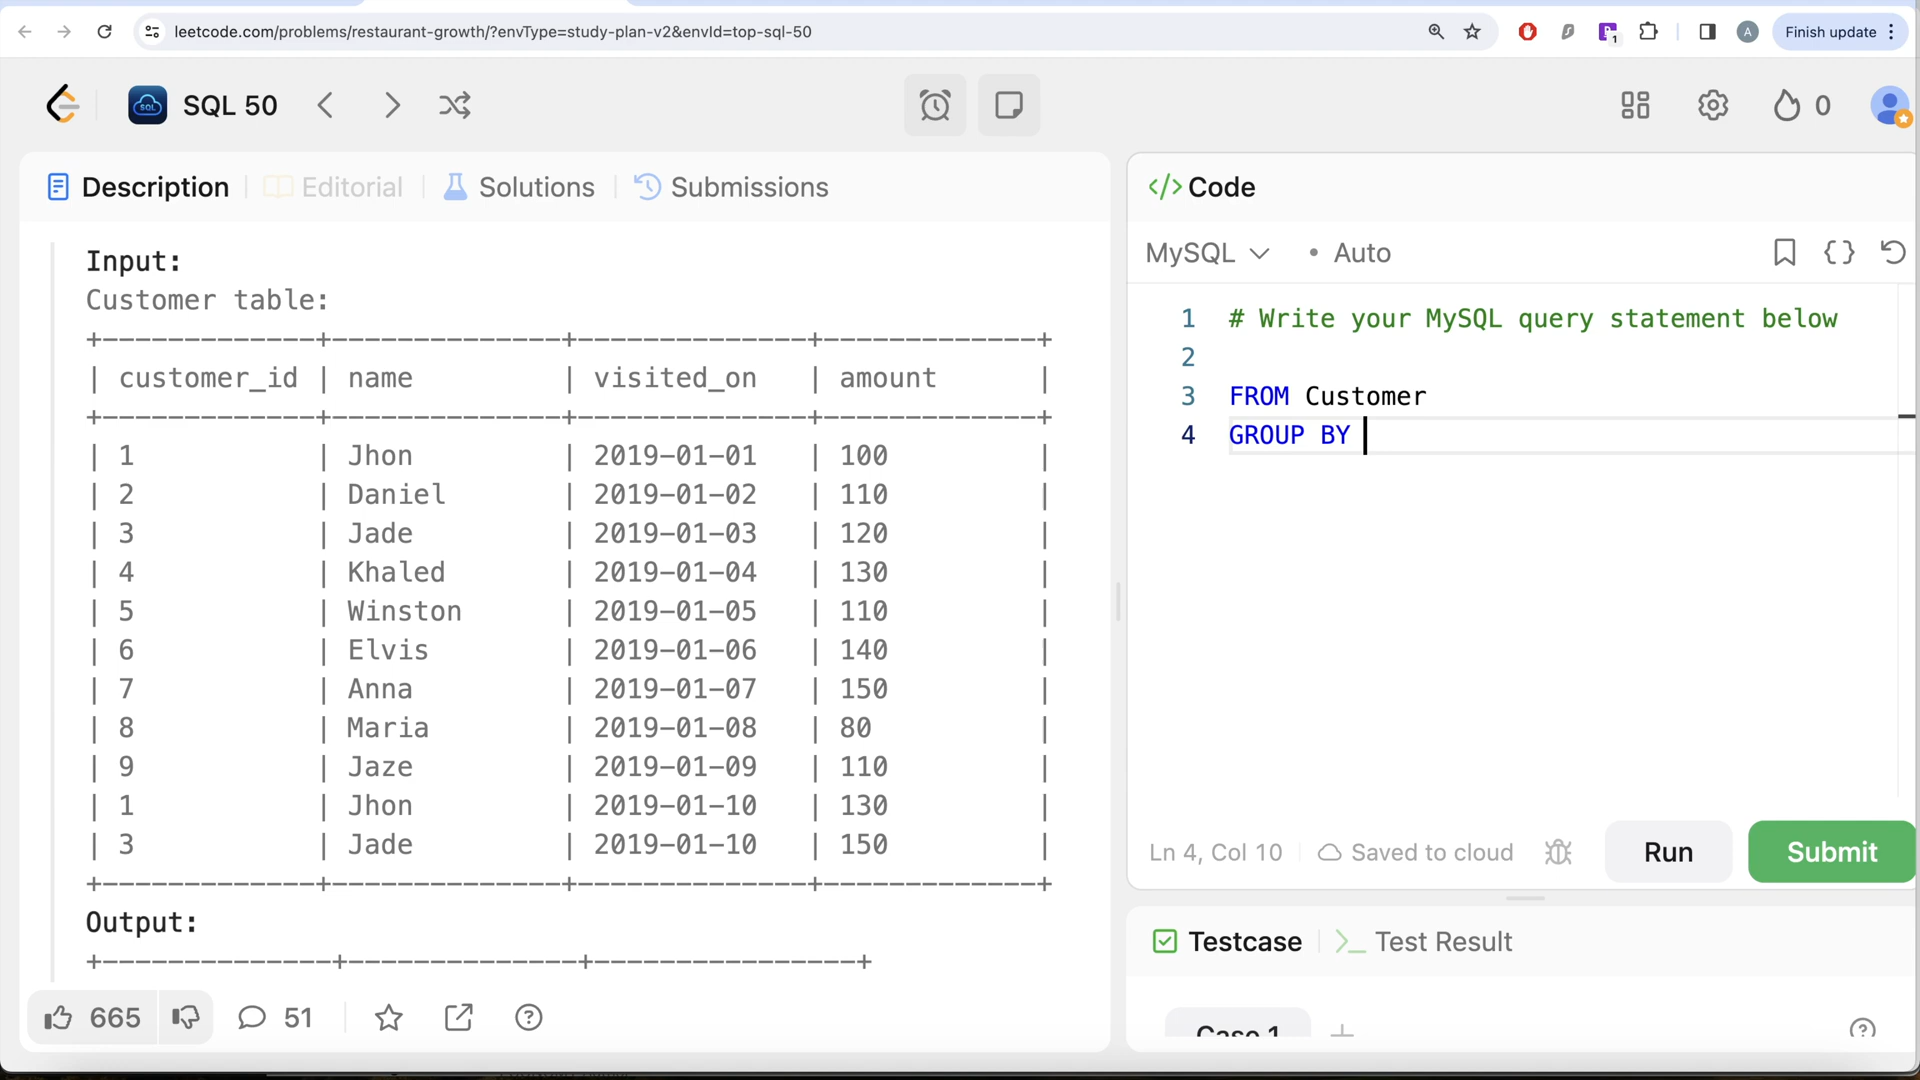 leetcode.com/problems/restaurant-growth/?envType=study-plan-v2&envId=top-sql-50
1
A
Finish update
SQL
SQL 50
0
Description
Editorial
Solutions
Submissions
Input:
Customer table:
+-------------+--------------+--------------+-------------+
| customer_id | name         | visited_on   | amount      |
+-------------+--------------+--------------+-------------+
| 1           | Jhon         | 2019-01-01   | 100         |
| 2           | Daniel       | 2019-01-02   | 110         |
| 3           | Jade         | 2019-01-03   | 120         |
| 4           | Khaled       | 2019-01-04   | 130         |
| 5           | Winston      | 2019-01-05   | 110         |
| 6           | Elvis        | 2019-01-06   | 140         |
| 7           | Anna         | 2019-01-07   | 150         |
| 8           | Maria        | 2019-01-08   | 80          |
| 9           | Jaze         | 2019-01-09   | 110         |
| 1           | Jhon         | 2019-01-10   | 130         |
| 3           | Jade         | 2019-01-10   | 150         |
+-------------+--------------+--------------+-------------+
Output:
+--------------+--------------+----------------+
665
51
</> Code
MySQL
• Auto
{}
1 # Write your MySQL query statement below
2
3 FROM Customer
4 GROUP BY
Ln 4, Col 10
Saved to cloud
Run
Submit
Testcase
>_ Test Result
Case 1
+